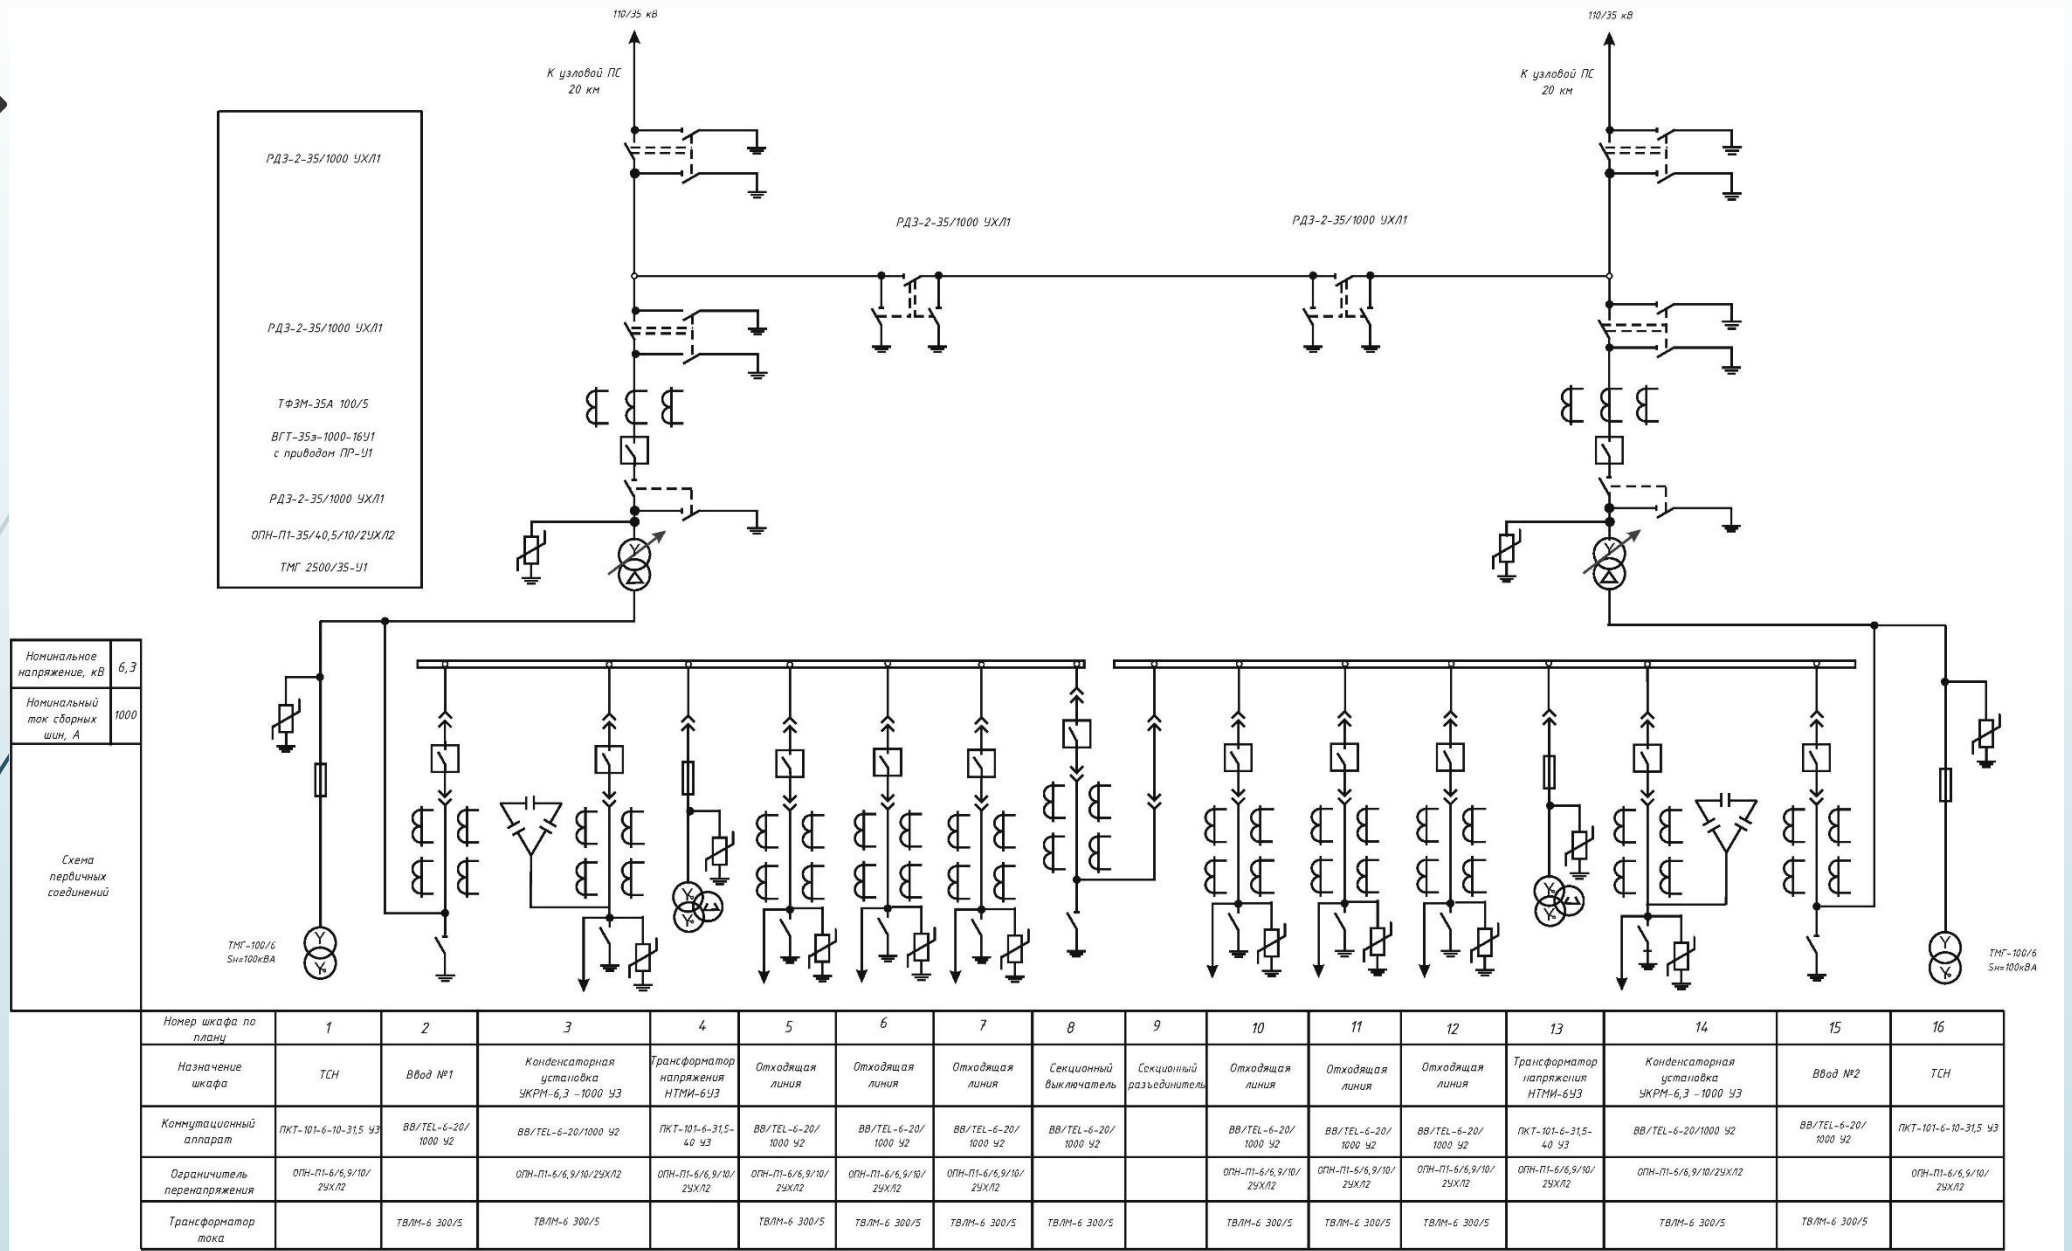 110/35 кВ
110/35 кВ
К узловой ПС
20 км
К узловой ПС
20 км
РДЗ-2-35/1000 УХЛ1
РДЗ-2-35/1000 УХЛ1
РДЗ-2-35/1000 УХЛ1
РДЗ-2-35/1000 УХЛ1
ТФЗМ-35А 100/5
ВГТ-35э-1000-16У1
с приводом ПР-У1
РДЗ-2-35/1000 УХЛ1
ОПН-П1-35/40,5/10/2УХЛ2
ТМГ 2500/35-У1
Номинальное
напряжение, кВ
6,3
Номинальный
ток сборных
шин, А
1000
Схема
первичных
соединений
ТМГ-100/6
Sн=100кВА
ТМГ-100/6
Sн=100кВА
Номер шкафа по
плану
1
2
3
4
5
6
7
8
9
10
11
12
13
14
15
16
Назначение
шкафа
ТСН
Ввод №1
Конденсаторная
установка
УКРМ-6,3 -1000 У3
Трансформатор
напряжения
НТМИ-6У3
Отходящая
линия
Отходящая
линия
Отходящая
линия
Секционный
выключатель
Секционный
разъединитель
Отходящая
линия
Отходящая
линия
Отходящая
линия
Трансформатор
напряжения
НТМИ-6У3
Конденсаторная
установка
УКРМ-6,3 -1000 У3
Ввод №2
ТСН
Коммутационный
аппарат
ПКТ-101-6-10-31,5 У3
ВВ/TEL-6-20/
1000 У2
ВВ/TEL-6-20/1000 У2
ПКТ-101-6-31,5-
40 У3
ВВ/TEL-6-20/
1000 У2
ВВ/TEL-6-20/
1000 У2
ВВ/TEL-6-20/
1000 У2
ВВ/TEL-6-20/
1000 У2
ВВ/TEL-6-20/
1000 У2
ВВ/TEL-6-20/
1000 У2
ВВ/TEL-6-20/
1000 У2
ПКТ-101-6-31,5-
40 У3
ВВ/TEL-6-20/1000 У2
ВВ/TEL-6-20/
1000 У2
ПКТ-101-6-10-31,5 У3
Ограничитель
перенапряжения
ОПН-П1-6/6,9/10/
2УХЛ2
ОПН-П1-6/6,9/10/2УХЛ2
ОПН-П1-6/6,9/10/
2УХЛ2
ОПН-П1-6/6,9/10/
2УХЛ2
ОПН-П1-6/6,9/10/
2УХЛ2
ОПН-П1-6/6,9/10/
2УХЛ2
ОПН-П1-6/6,9/10/
2УХЛ2
ОПН-П1-6/6,9/10/
2УХЛ2
ОПН-П1-6/6,9/10/
2УХЛ2
ОПН-П1-6/6,9/10/
2УХЛ2
ОПН-П1-6/6,9/10/2УХЛ2
ОПН-П1-6/6,9/10/
2УХЛ2
Трансформатор
тока
ТВЛМ-6 300/5
ТВЛМ-6 300/5
ТВЛМ-6 300/5
ТВЛМ-6 300/5
ТВЛМ-6 300/5
ТВЛМ-6 300/5
ТВЛМ-6 300/5
ТВЛМ-6 300/5
ТВЛМ-6 300/5
ТВЛМ-6 300/5
ТВЛМ-6 300/5